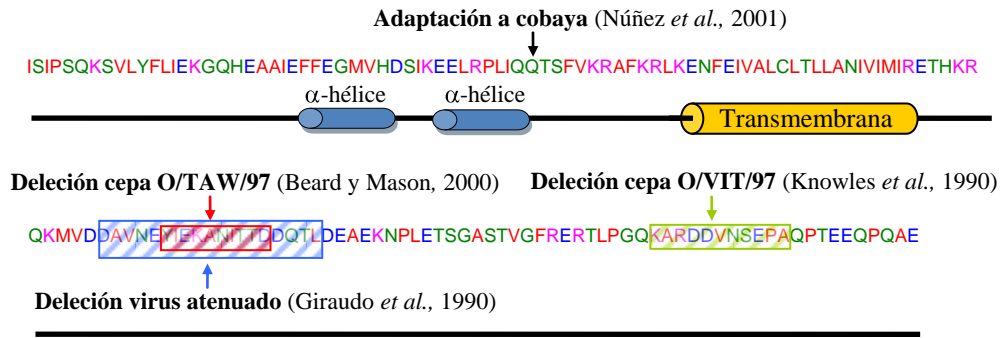 Adaptación a cobaya (Núñez et al., 2001)
ISIPSQKSVLYFLIEKGQHEAAIEFFEGMVHDSIKEELRPLIQQTSFVKRAFKRLKENFEIVALCLTLLANIVIMIRETHKR
α-hélice α-hélice
Transmembrana
Deleción cepa O/TAW/97 (Beard y Mason, 2000) Deleción cepa O/VIT/97 (Knowles et al., 1990)
QKMVDDAVNEYIEKANITTDDQTLDEAEKNPLETSGASTVGFRERTLPGQKARDDVNSEPAQPTEEQPQAE
Deleción virus atenuado (Giraudo et al., 1990)